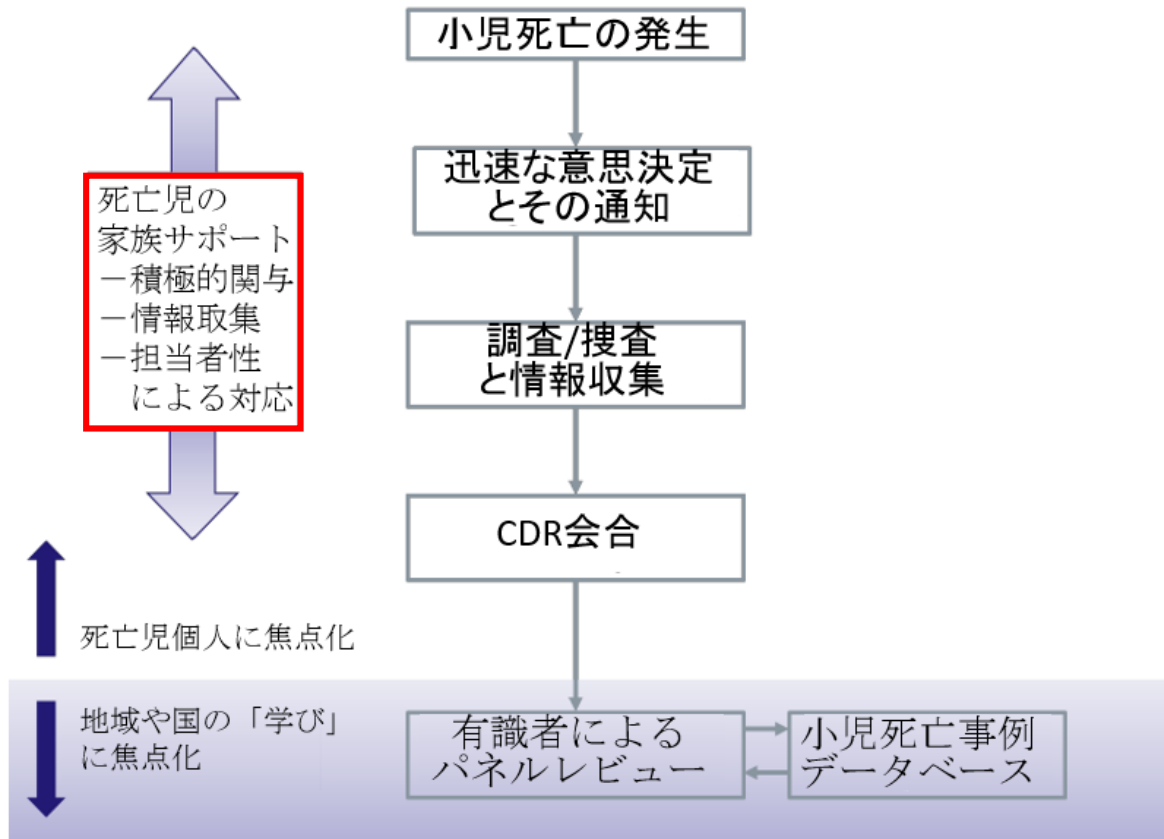 小児死亡の発生
迅速な意思決定
とその通知
死亡児の
家族サポート
－積極的関与
－情報取集
－担当者性
による対応
調査/捜査
と情報収集
CDR会合
死亡児個人に焦点化
地域や国の「学び」
に焦点化
有識者による
パネルレビュー
小児死亡事例
データベース